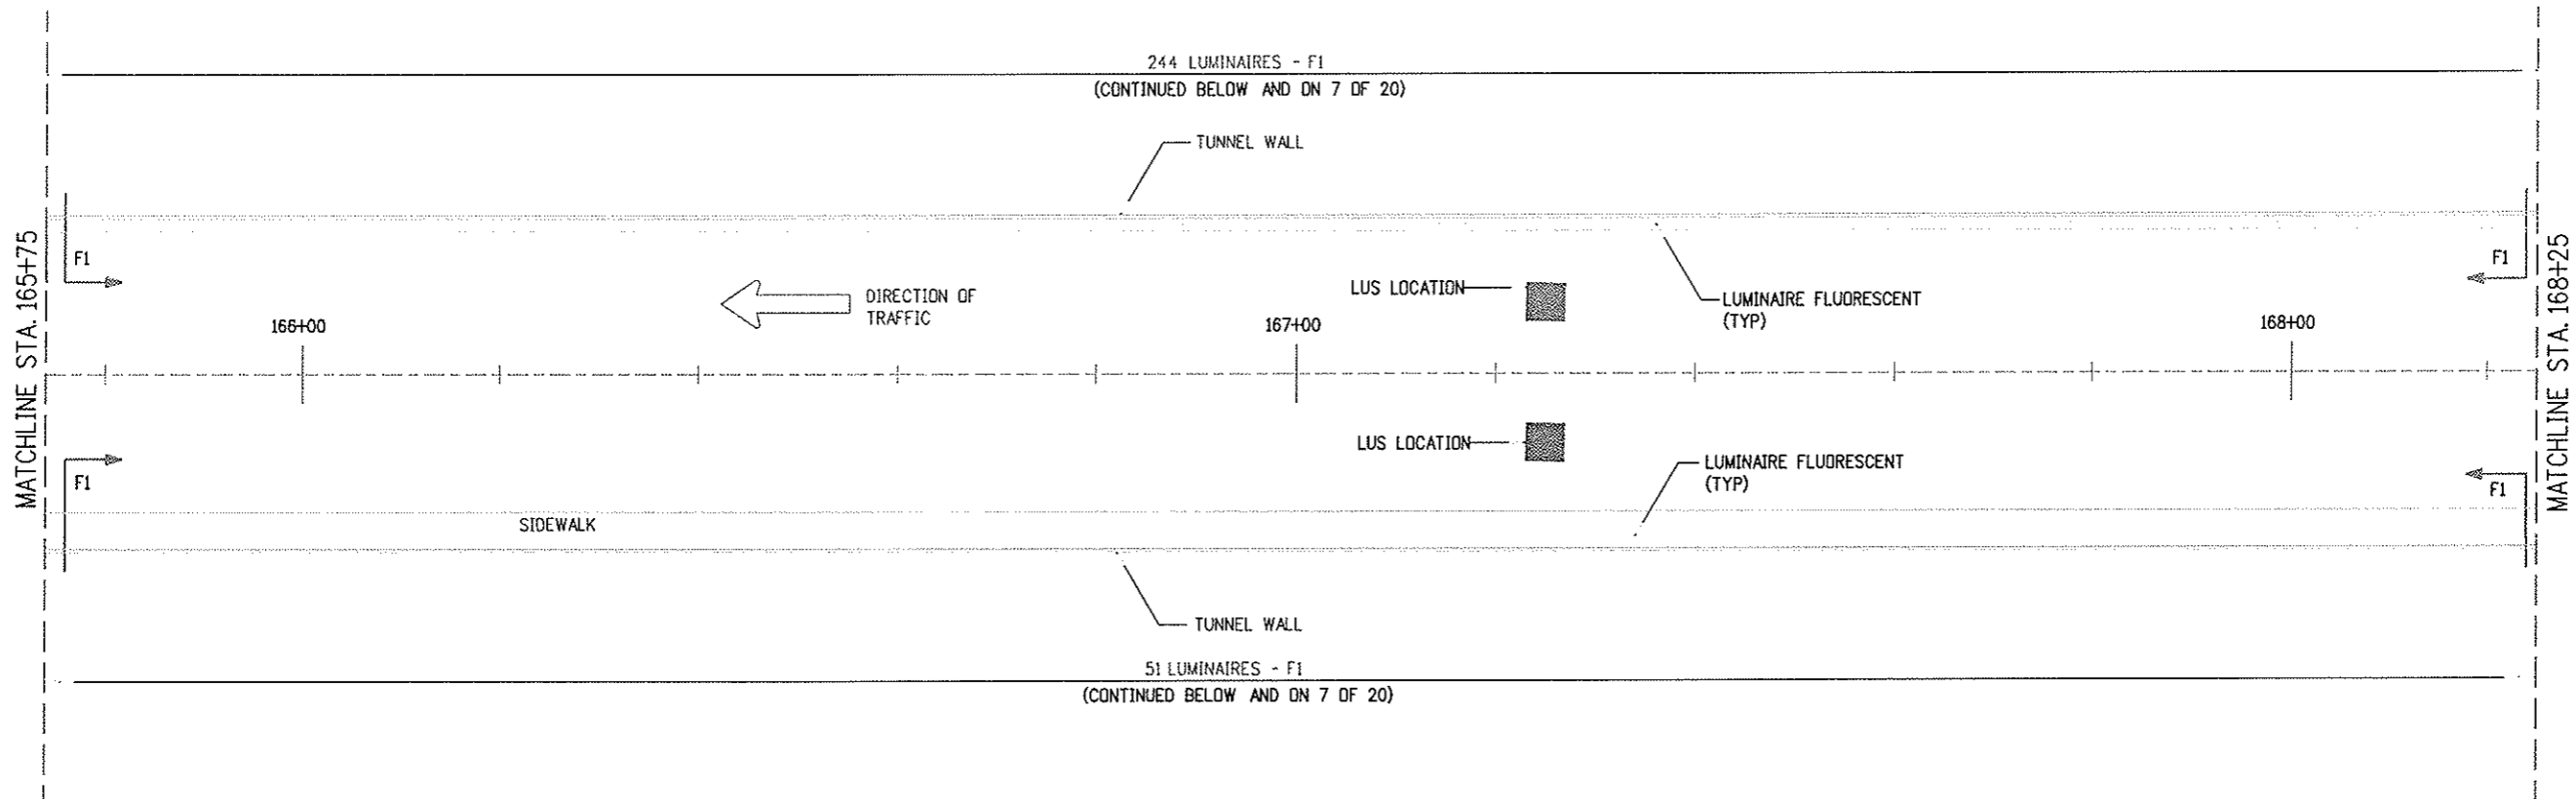 244 LUMINAIRES - F1
(CONTINUED BELOW AND ON 7 OF 20)
TUNNEL WALL
MATCHLINE STA. 165+75
F1
F1
MATCHLINE STA. 168+25
DIRECTION OF
TRAFFIC
LUS LOCATION
LUMINAIRE FLUORESCENT
(TYP)
166+00
167+00
168+00
LUS LOCATION
LUMINAIRE FLUORESCENT
(TYP)
F1
F1
SIDEWALK
TUNNEL WALL
51 LUMINAIRES - F1
(CONTINUED BELOW AND ON 7 OF 20)